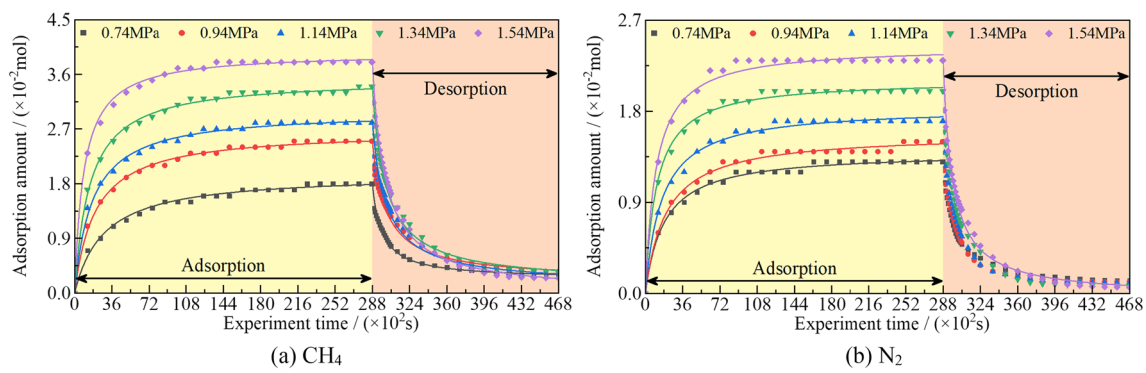 4.5
3.6
2.7
1.8
0.9
0.0
Adsorption amount / (×10⁻²mol)
0.74MPa 0.94MPa 1.14MPa 1.34MPa 1.54MPa
Desorption
Adsorption
0 36 72 108 144 180 216 252 288 324 360 396 432 468
Experiment time / (×10²s)
(a) CH₄
2.7
1.8
0.9
0.0
Adsorption amount / (×10⁻²mol)
0.74MPa 0.94MPa 1.14MPa 1.34MPa 1.54MPa
Desorption
Adsorption
0 36 72 108 144 180 216 252 288 324 360 396 432 468
Experiment time / (×10²s)
(b) N₂